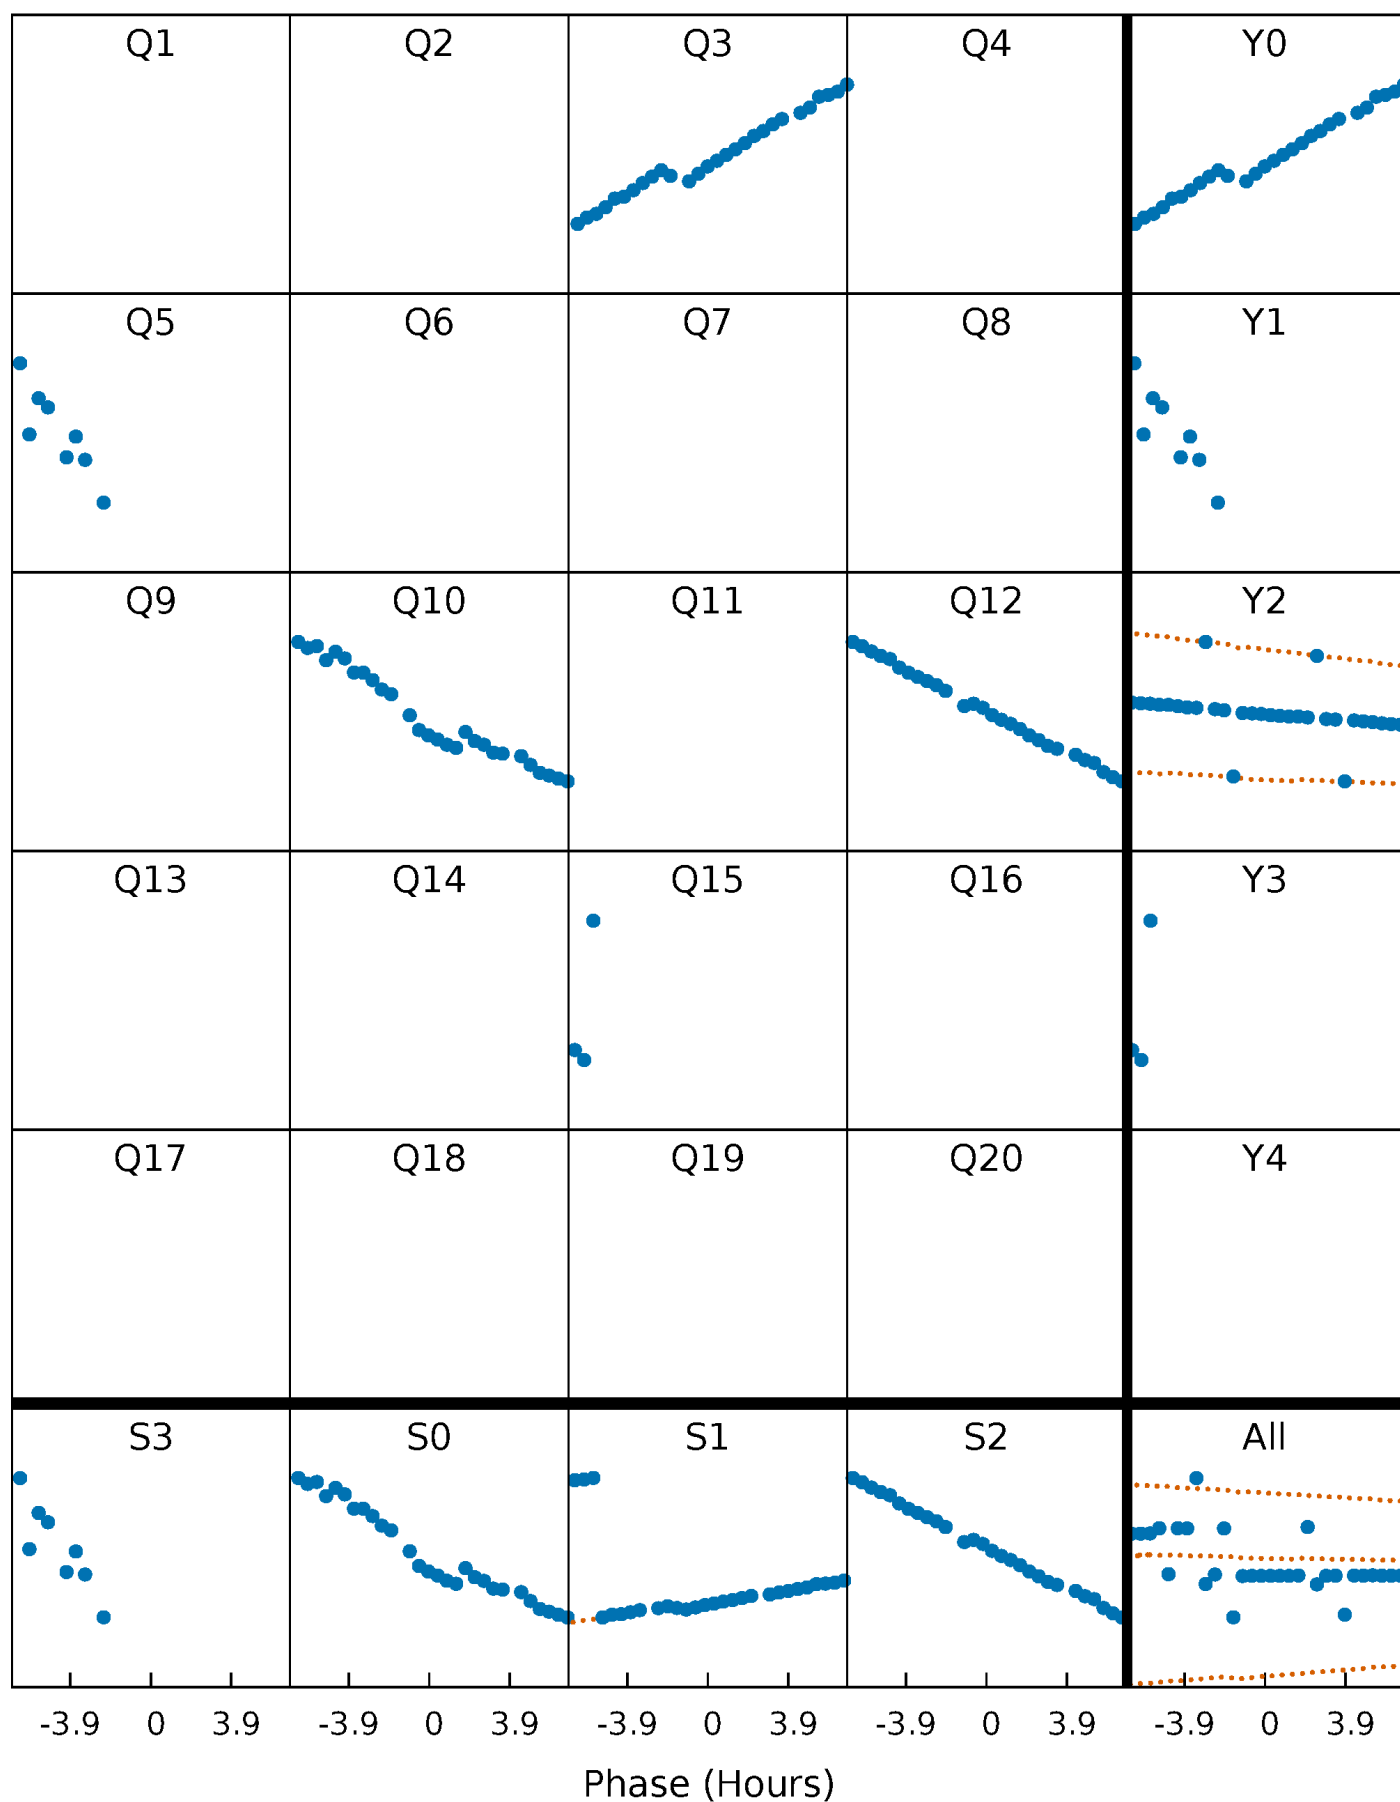 Q1 Q2 Q3 Q4 Y0
Q5 Q6 Q7 Q8 Y1
Q9 Q10 Q11 Q12 Y2
Q13 Q14 Q15 Q16 Y3
Q17 Q18 Q19 Q20 Y4
S3 S0 S1 S2 All
-3.9 0 3.9 -3.9 0 3.9 -3.9 0 3.9 -3.9 0 3.9 -3.9 0 3.9
Phase (Hours)